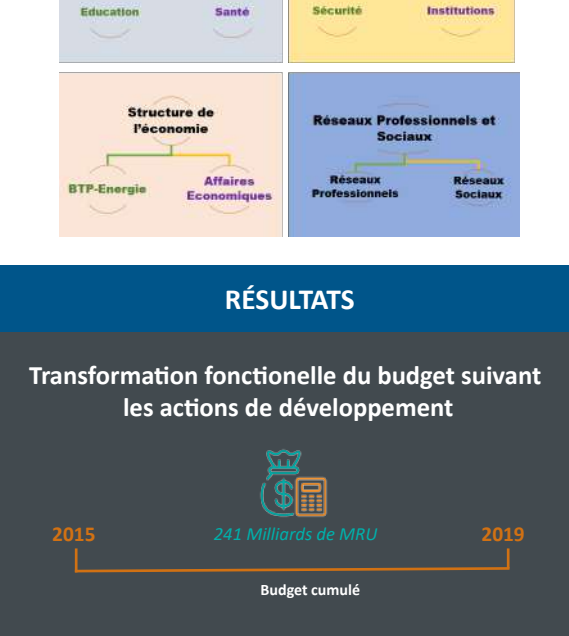 Education
Santé
Sécurité
Institutions
Structure de
l'économie
BTP-Energie
Affaires
Economiques
Réseaux Professionnels et
Sociaux
Réseaux
Professionnels
Réseaux
Sociaux
RÉSULTATS
Transformation fonctionelle du budget suivant
les actions de développement
2015
241 Milliards de MRU
2019
Budget cumulé